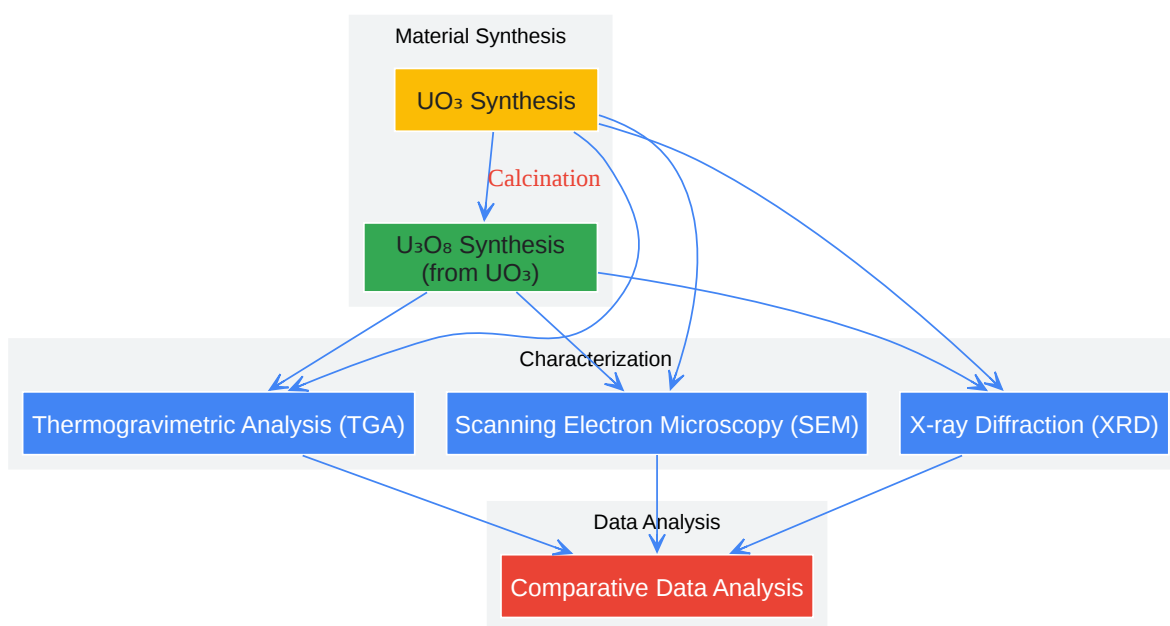 Material Synthesis
UO₃ Synthesis
Calcination
U₃O₈ Synthesis
(from UO₃)
Characterization
Thermogravimetric Analysis (TGA)
Scanning Electron Microscopy (SEM)
X-ray Diffraction (XRD)
Data Analysis
Comparative Data Analysis